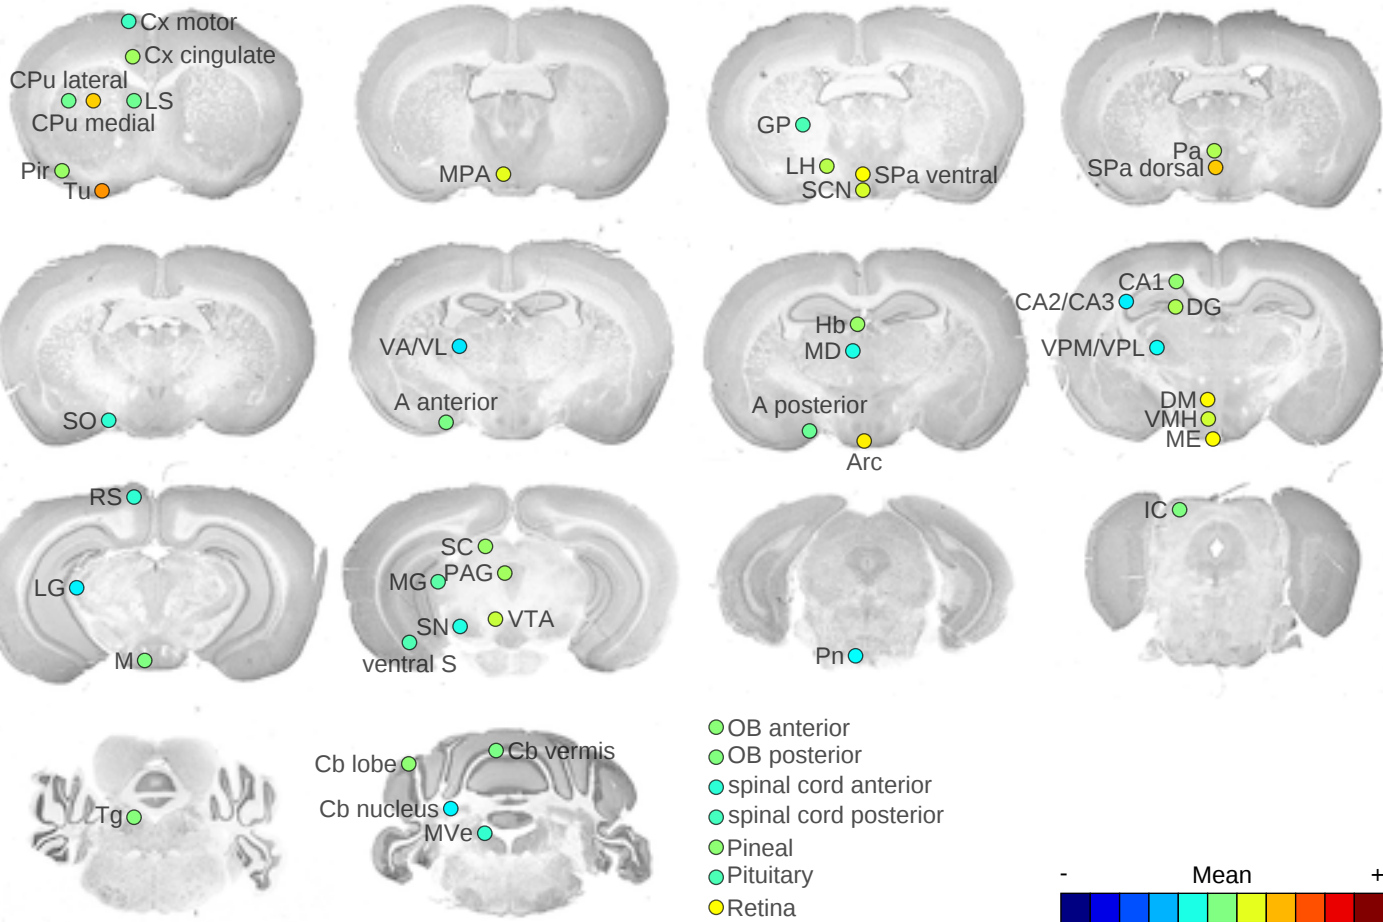 Cx motor
Cx cingulate
CPu lateral
LS
CPu medial
Pir
Tu
MPA
GP
LH
SPa ventral
SCN
Pa
SPa dorsal
SO
VA/VL
A anterior
Hb
MD
A posterior
Arc
CA1
CA2/CA3
DG
VPM/VPL
DM
VMH
ME
RS
LG
M
SC
MG
PAG
SN
VTA
ventral S
Pn
IC
Tg
Cb lobe
Cb vermis
Cb nucleus
MVe
OB anterior
OB posterior
spinal cord anterior
spinal cord posterior
Pineal
Pituitary
Retina
- Mean +